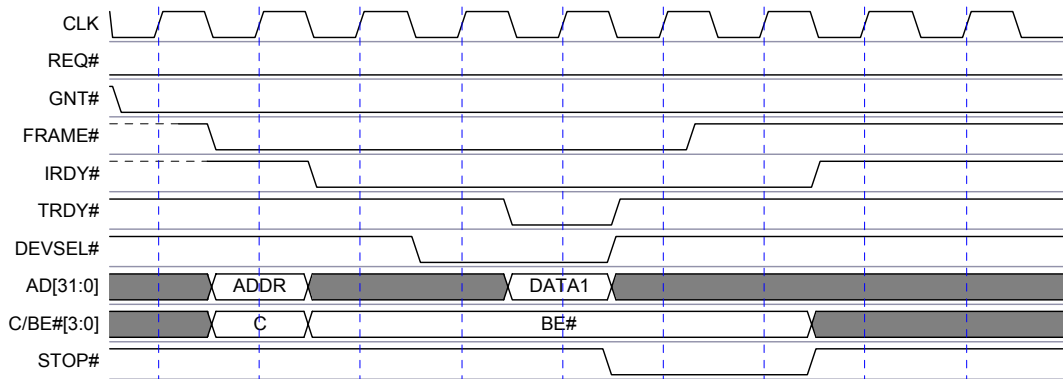 CLK
REQ#
GNT#
FRAME#
IRDY#
TRDY#
DEVSEL#
AD[31:0] ADDR DATA1
C/BE#[3:0] C BE#
STOP#